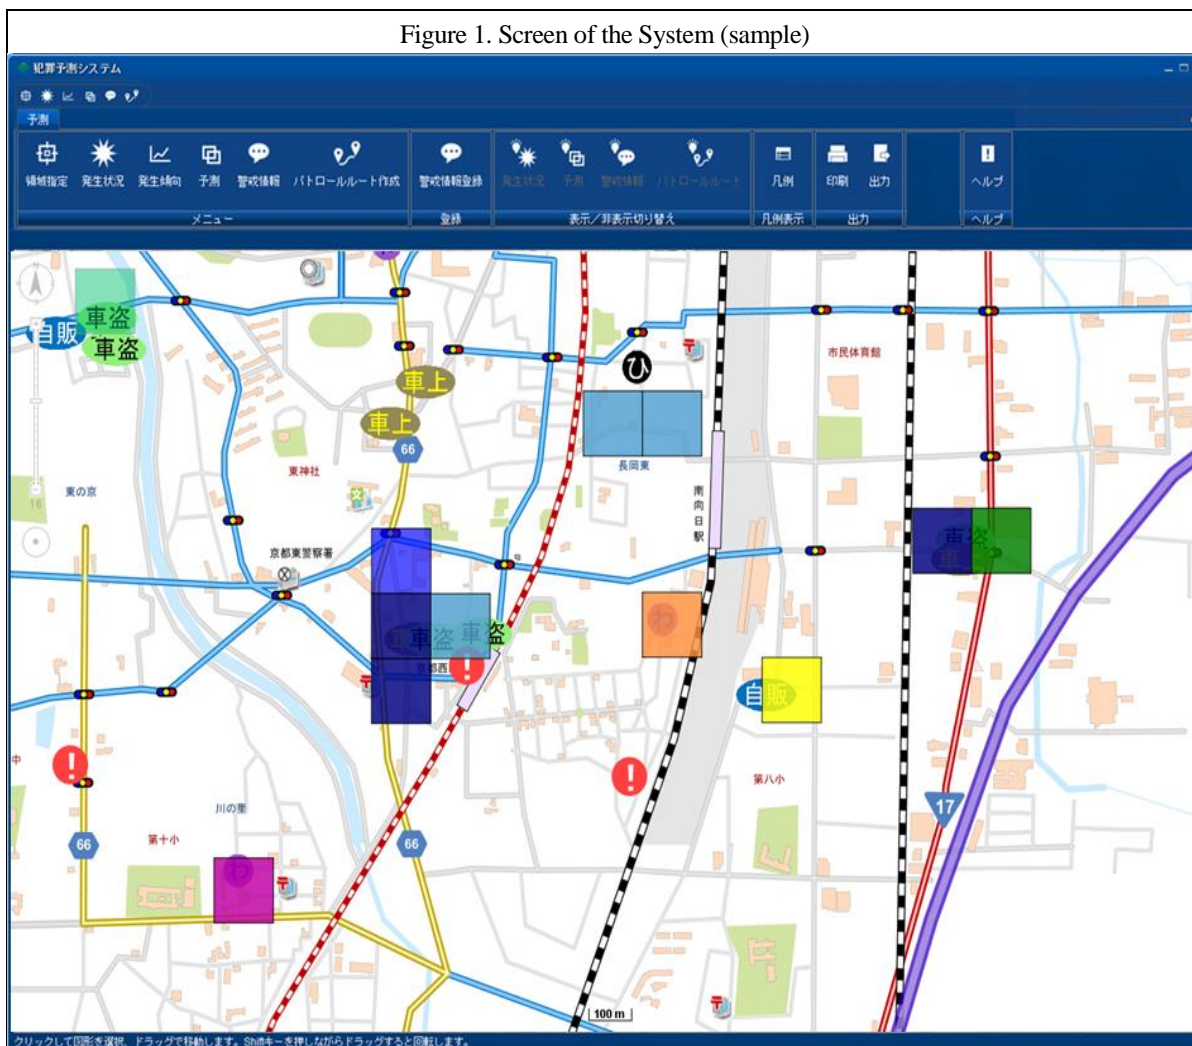 Figure 1. Screen of the System (sample)
犯罪予測システム
予測
領域指定 発生状況 発生傾向 予測 警戒情報 パトロールルート作成 警戒情報登録 発生状況 予測 警戒情報 パトロールルート 凡例 印刷 出力 ヘルプ
メニュー 登録 表示/非表示切り替え 凡例表示 出力 ヘルプ
車盗
自販
車盗
市民体育館
ひ
車上
車上
66
長岡東
東神社
東の京
16
南向日駅
京都東警察署
車盗
車
わ
車盗
車盗
京都西
!
自販
!
!
第八小
中
川の里
17
第十小
66
66
わ
100 m
クリックして図形を選択、ドラッグで移動します。Shiftキーを押しながらドラッグすると回転します。